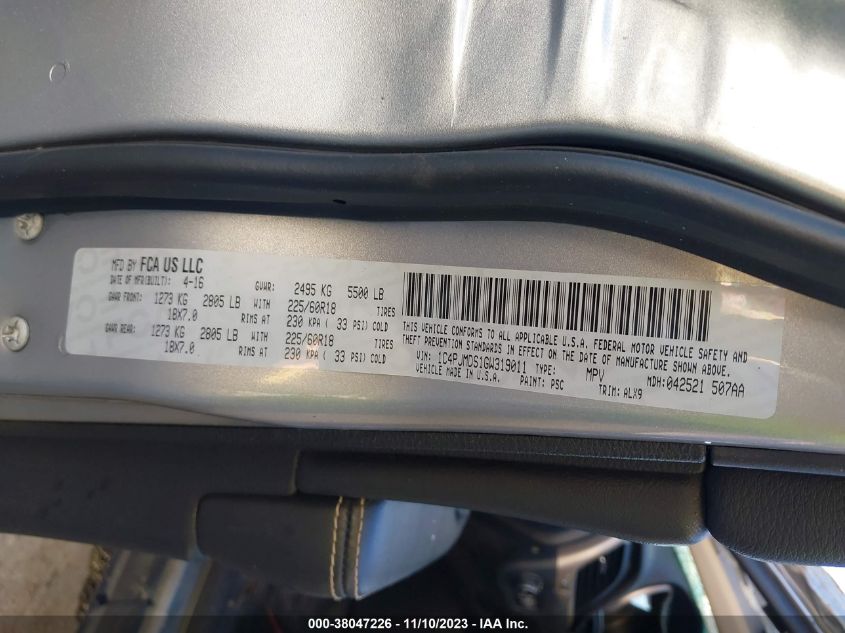 MFD BY FCA US LLC
DATE OF MFR(BUILT): 4-16 GVWR: 2495 KG 5500 LB
GAWR FRONT: 1273 KG 2805 LB WITH 225/60R18 TIRES
18X7.0 RIMS AT 230 KPA ( 33 PSI) COLD
GAWR REAR: 1273 KG 2805 LB WITH 225/60R18 TIRES
18X7.0 RIMS AT 230 KPA ( 33 PSI) COLD
THIS VEHICLE CONFORMS TO ALL APPLICABLE U.S.A. FEDERAL MOTOR VEHICLE SAFETY AND
THEFT PREVENTION STANDARDS IN EFFECT ON THE DATE OF MANUFACTURE SHOWN ABOVE.
VIN: 1C4PJMDS1GW319011 TYPE: MPV MDH: 042521 507AA
VEHICLE MADE IN U.S.A. PAINT: PSC TRIM: ALX9
000-38047226 - 11/10/2023 - IAA Inc.